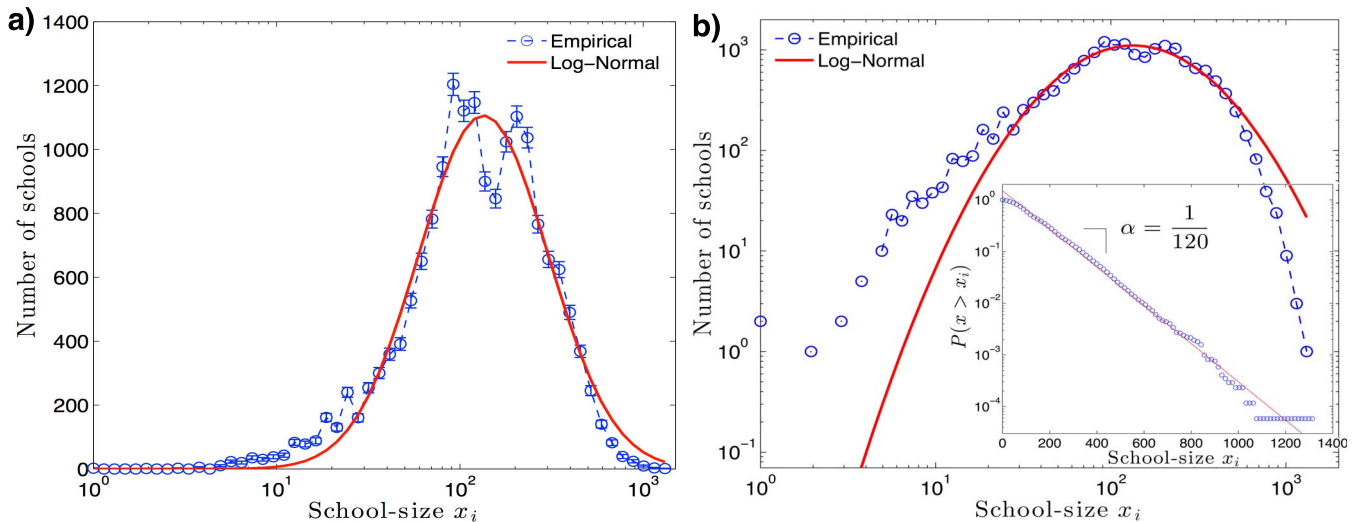 a)
1400
1200
1000
800
600
400
200
0
Number of schools
Empirical
Log-Normal
10^0
10^1
10^2
10^3
School-size x_i
b)
10^3
10^2
10^1
10^0
10^-1
Number of schools
Empirical
Log-Normal
10^0
10^1
10^2
10^3
School-size x_i
10^0
10^-1
10^-2
10^-3
10^-4
P(x > x_i)
α = 1/120
0
200
400
600
800
1000
1200
1400
School-size x_i